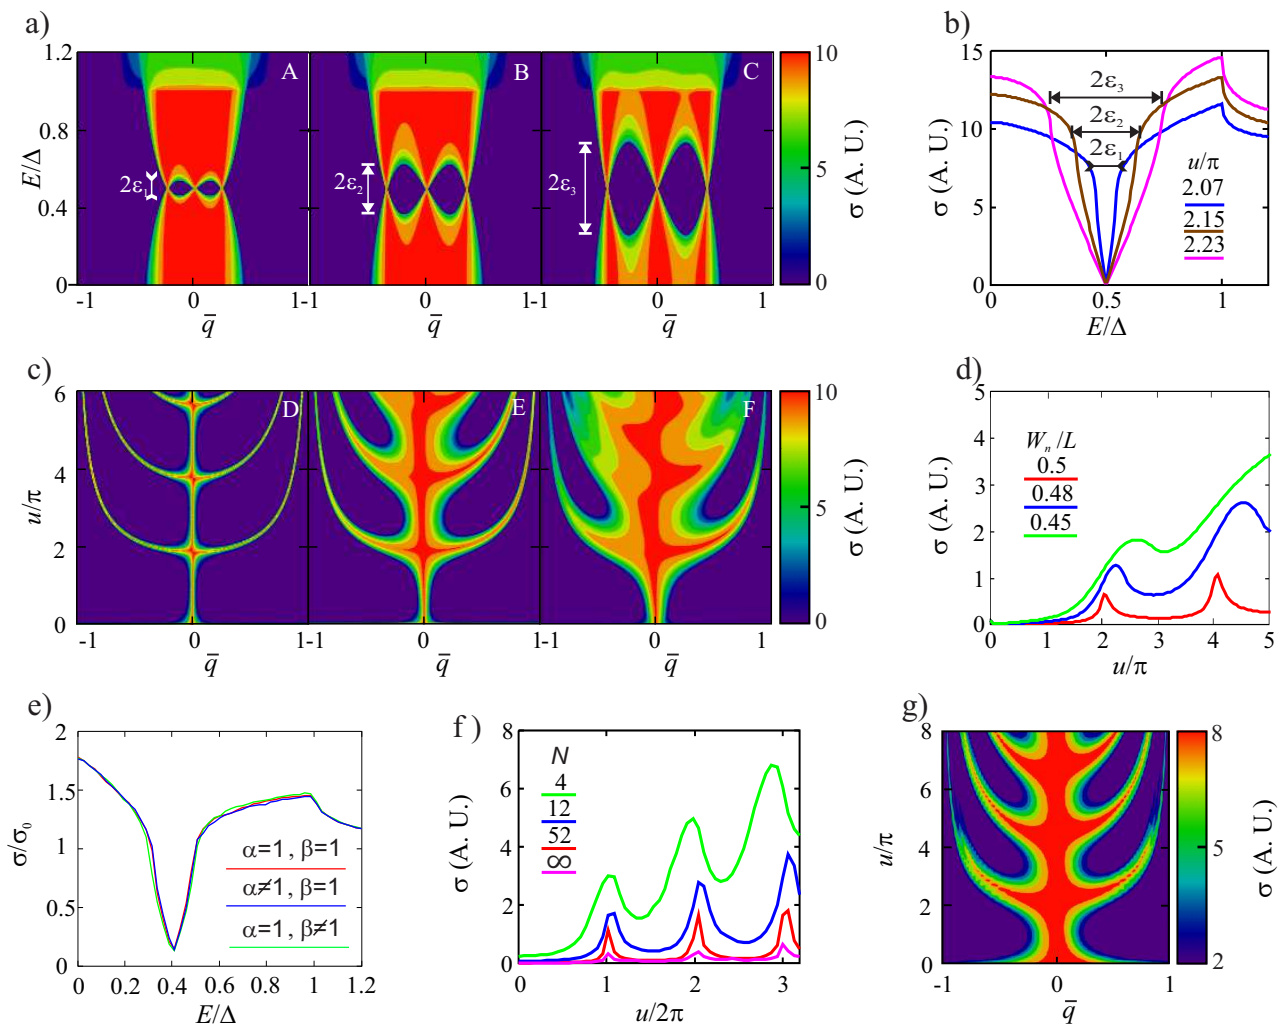 a)
1.2
0.8
0.4
0
E/Δ
A
B
C
2ε₁
2ε₂
2ε₃
-1
0
1
-1
0
1
-1
0
1
q̅
q̅
q̅
10
5
0
σ (A. U.)
b)
15
10
5
0
σ (A. U.)
2ε₃
2ε₂
2ε₁
u/π
2.07
2.15
2.23
0
0.5
1
E/Δ
c)
6
4
2
0
u/π
D
E
F
-1
0
1
-1
0
1
-1
0
1
q̅
q̅
q̅
10
5
0
σ (A. U.)
d)
5
4
3
2
1
0
σ (A. U.)
Wₙ/L
0.5
0.48
0.45
0
1
2
3
4
5
u/π
e)
2
1.5
1
0.5
0
σ/σ₀
α=1, β=1
α≠1, β=1
α=1, β≠1
0
0.2
0.4
0.6
0.8
1
1.2
E/Δ
f)
8
6
4
2
0
σ (A. U.)
N
4
12
52
∞
0
1
2
3
u/2π
g)
8
6
4
2
0
u/π
-1
0
1
q̅
8
5
2
σ (A. U.)